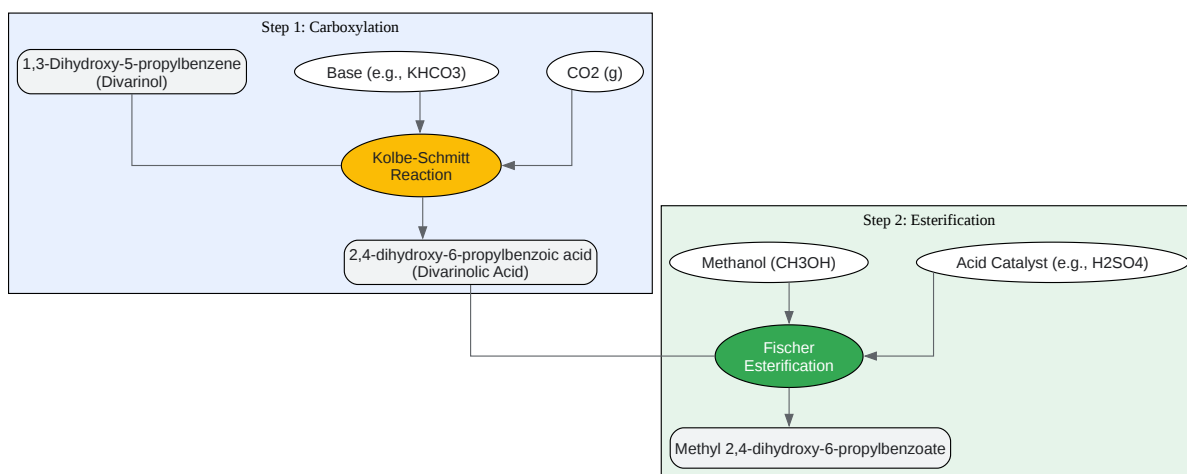 Step 1: Carboxylation
1,3-Dihydroxy-5-propylbenzene
(Divarinol)
Base (e.g., KHCO3)
CO2 (g)
Kolbe-Schmitt
Reaction
2,4-dihydroxy-6-propylbenzoic acid
(Divarinolic Acid)
Step 2: Esterification
Methanol (CH3OH)
Acid Catalyst (e.g., H2SO4)
Fischer
Esterification
Methyl 2,4-dihydroxy-6-propylbenzoate